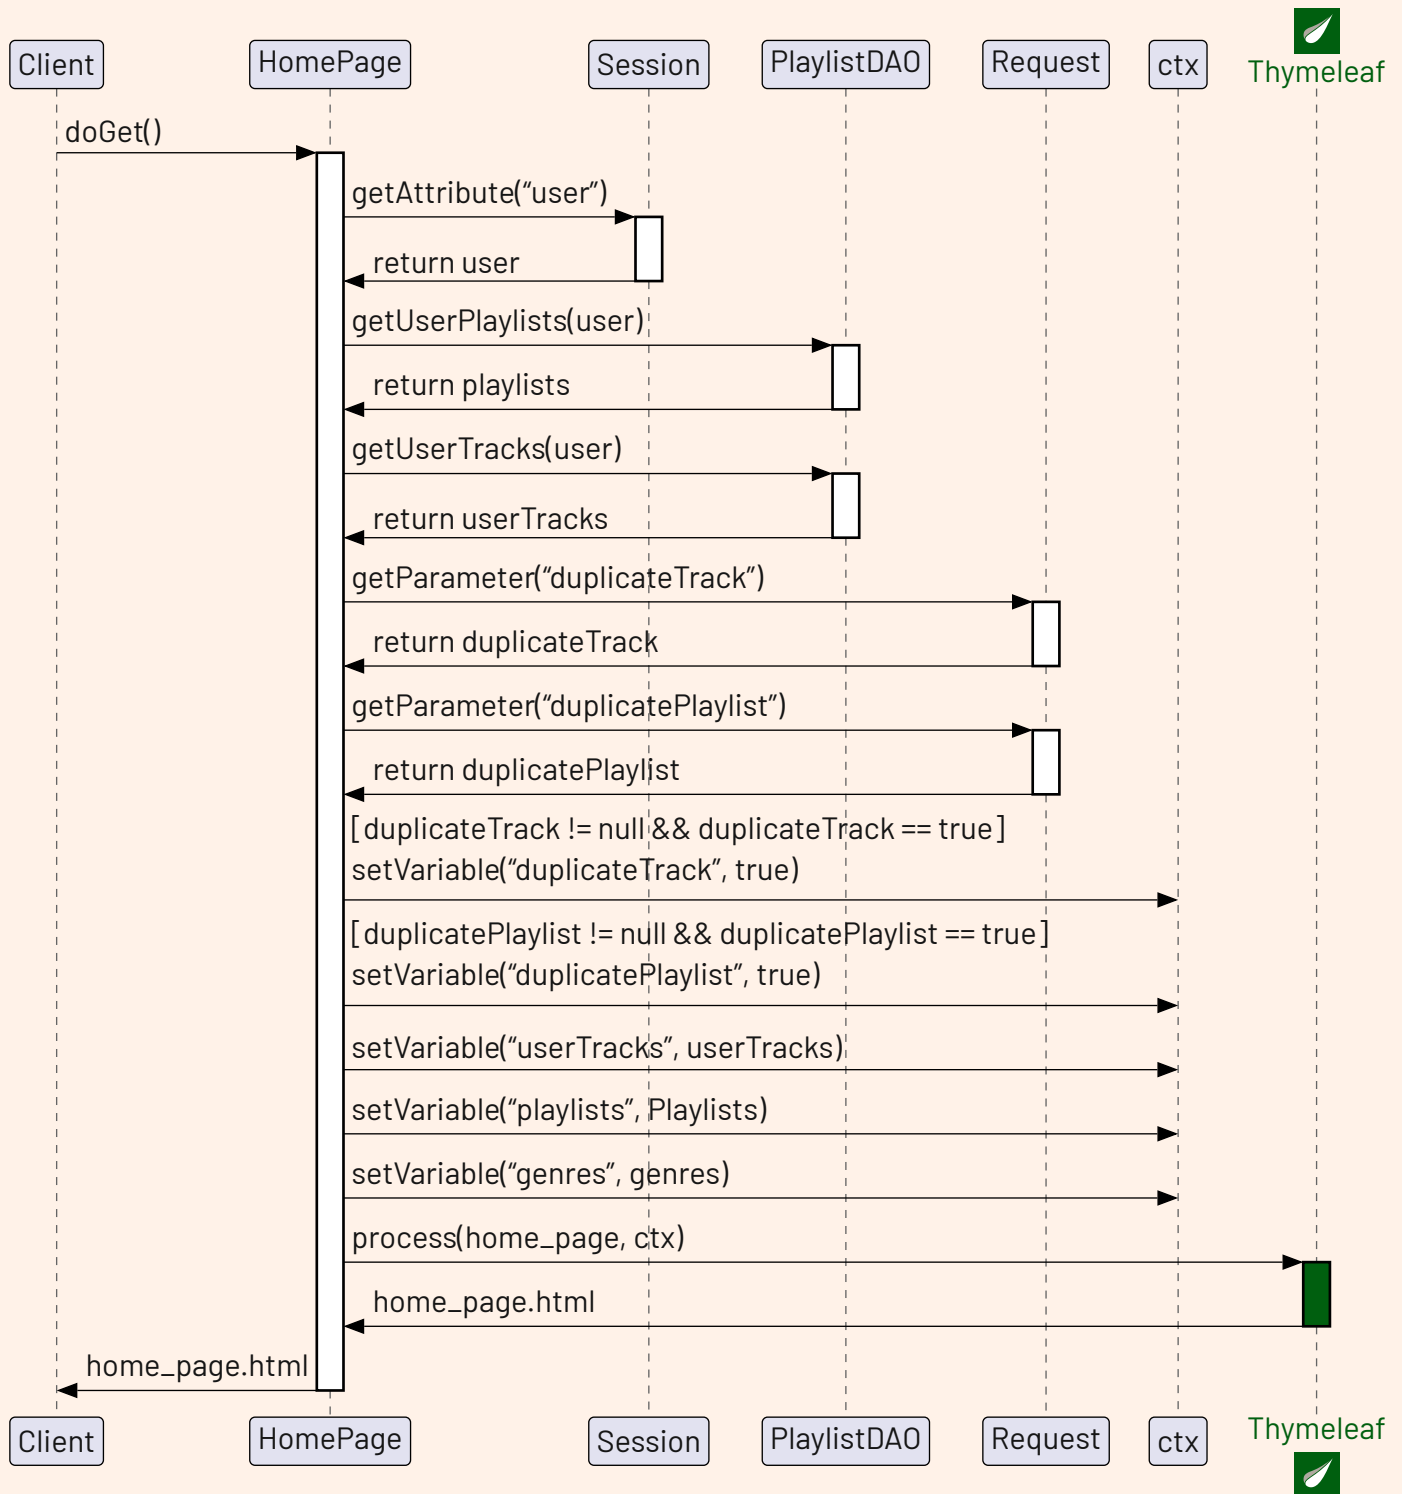 Client
HomePage
Session
PlaylistDAO
Request
ctx
Thymeleaf
doGet()
getAttribute(“user”)
return user
getUserPlaylists(user)
return playlists
getUserTracks(user)
return userTracks
getParameter(“duplicateTrack”)
return duplicateTrack
getParameter(“duplicatePlaylist”)
return duplicatePlaylist
[duplicateTrack != null && duplicateTrack == true]
setVariable(“duplicateTrack”, true)
[duplicatePlaylist != null && duplicatePlaylist == true]
setVariable(“duplicatePlaylist”, true)
setVariable(“userTracks”, userTracks)
setVariable(“playlists”, Playlists)
setVariable(“genres”, genres)
process(home_page, ctx)
home_page.html
home_page.html
Client
HomePage
Session
PlaylistDAO
Request
ctx
Thymeleaf